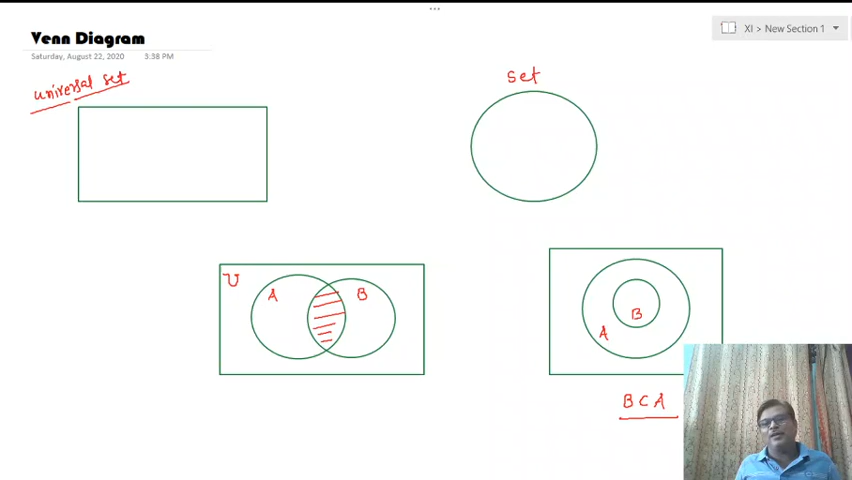 XI > New Section 1
Venn Diagram
Saturday, August 22, 2020 3:38 PM
universal set
set
U
A
B
B
A
B ⊂ A